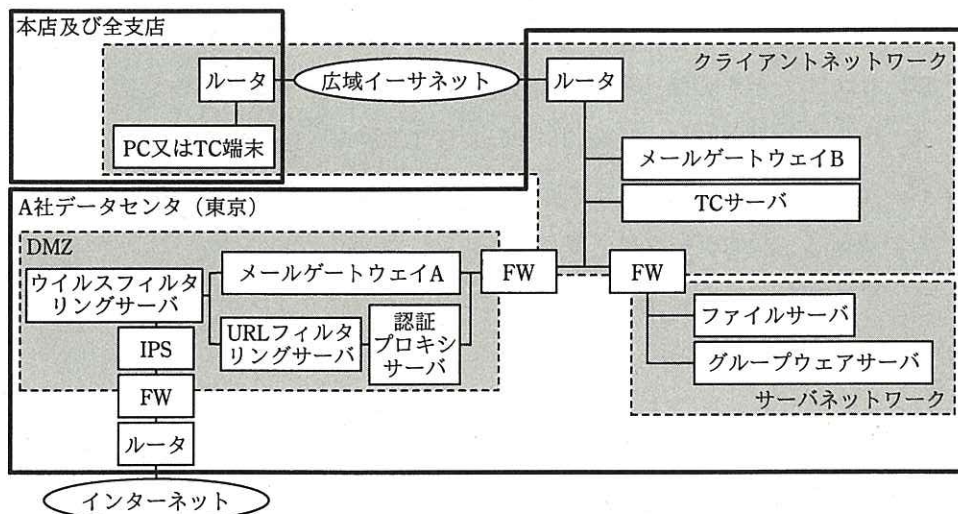 本店及び全支店
ルータ
広域イーサネット
ルータ
クライアントネットワーク
PC又はTC端末
メールゲートウェイB
TCサーバ
A社データセンタ（東京）
DMZ
ウイルスフィルタ
リングサーバ
メールゲートウェイA
FW
FW
URLフィルタ
リングサーバ
認証
プロキシ
サーバ
IPS
FW
ルータ
インターネット
ファイルサーバ
グループウェアサーバ
サーバネットワーク